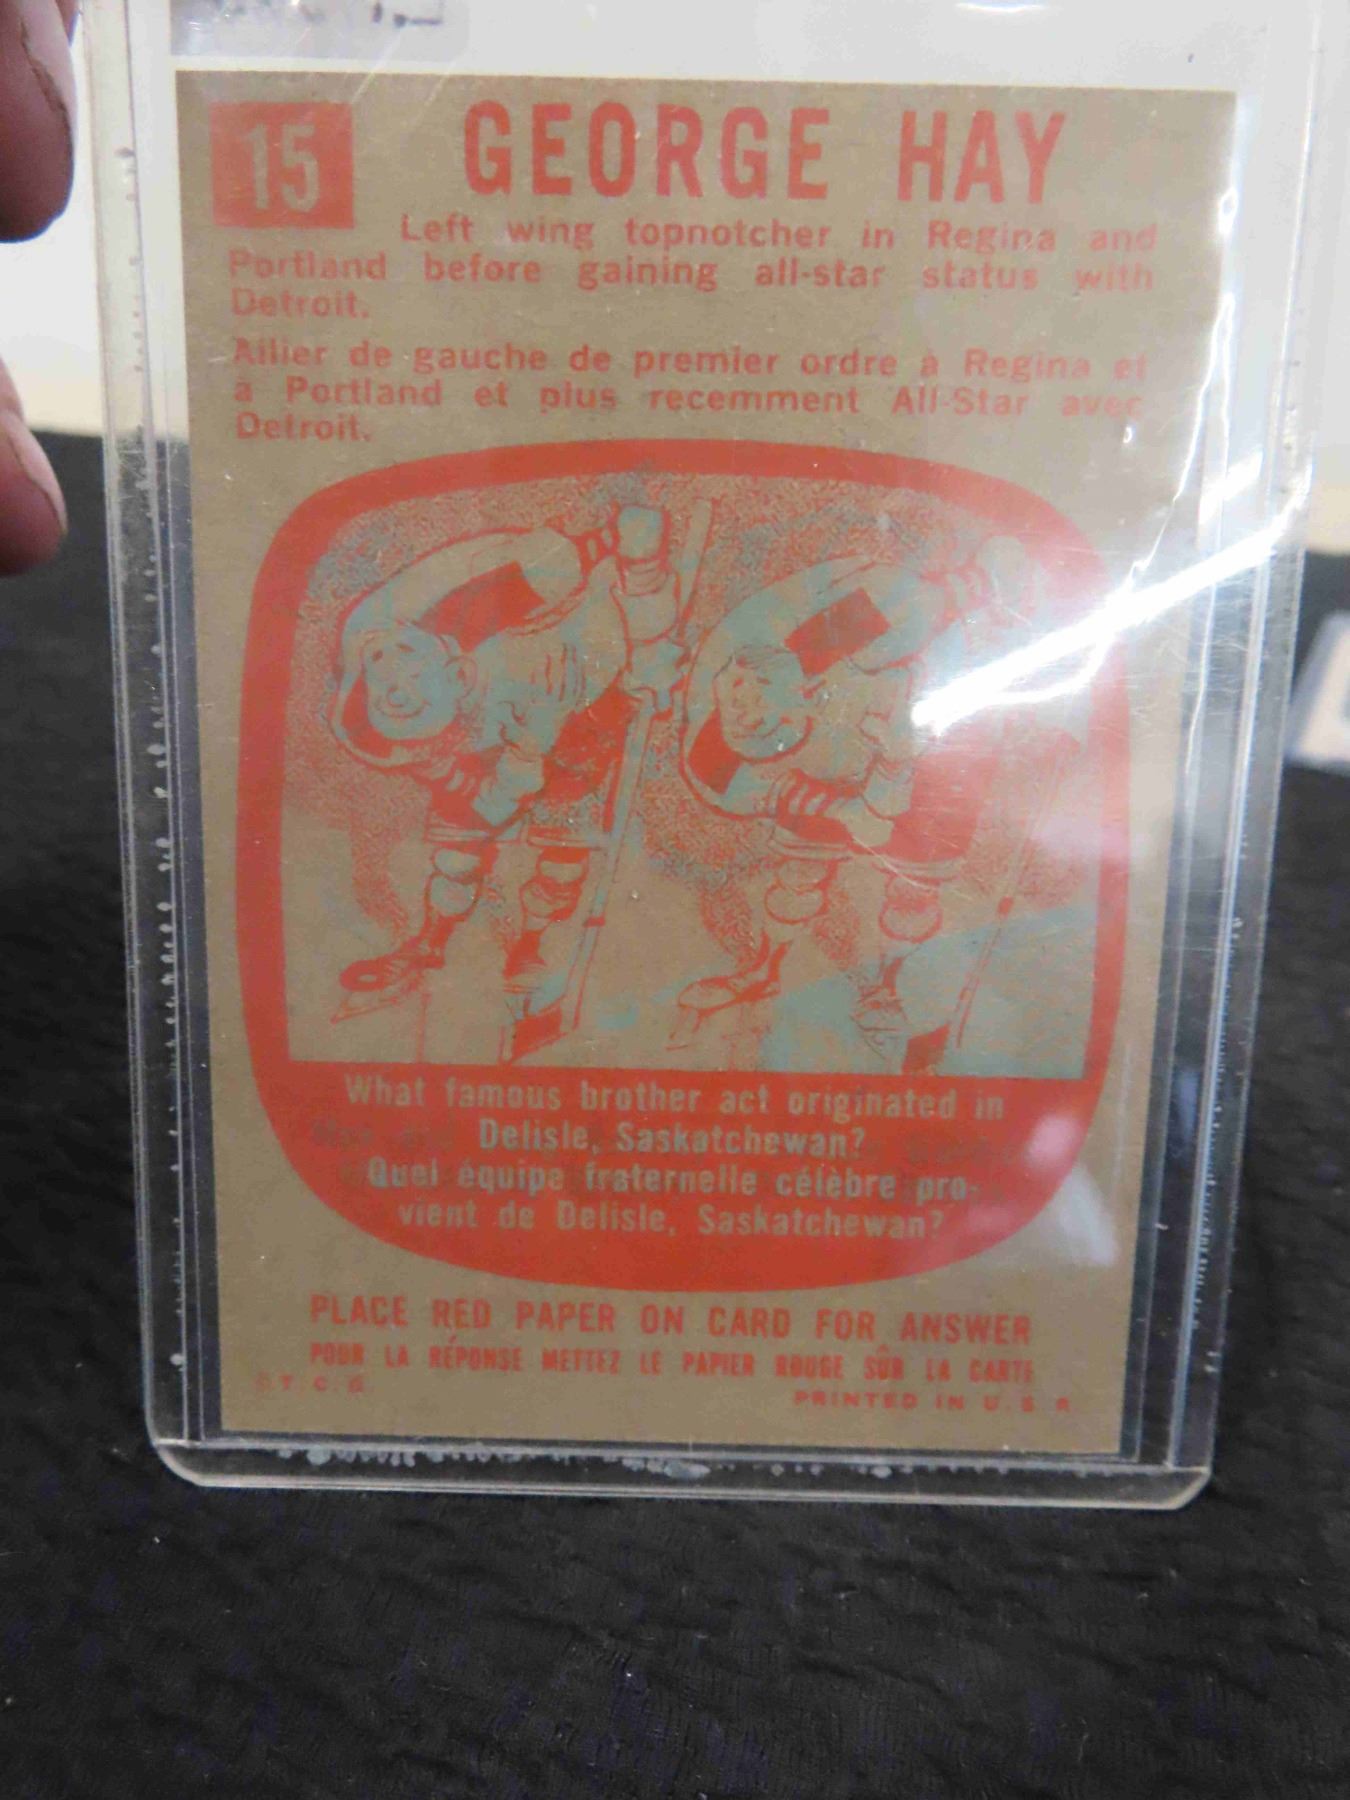 15
GEORGE HAY
Left wing topnotcher in Regina and
Portland before gaining all-star status with
Detroit.
Ailier de gauche de premier ordre à Regina et
à Portland et plus recemment All-Star avec
Detroit.
What famous brother act originated in
Delisle, Saskatchewan?
Quel équipe fraternelle célèbre pro-
vient de Delisle, Saskatchewan?
PLACE RED PAPER ON CARD FOR ANSWER
POUR LA RÉPONSE METTEZ LE PAPIER ROUGE SÛR LA CARTE
T. C. G.
PRINTED IN U. S. A.